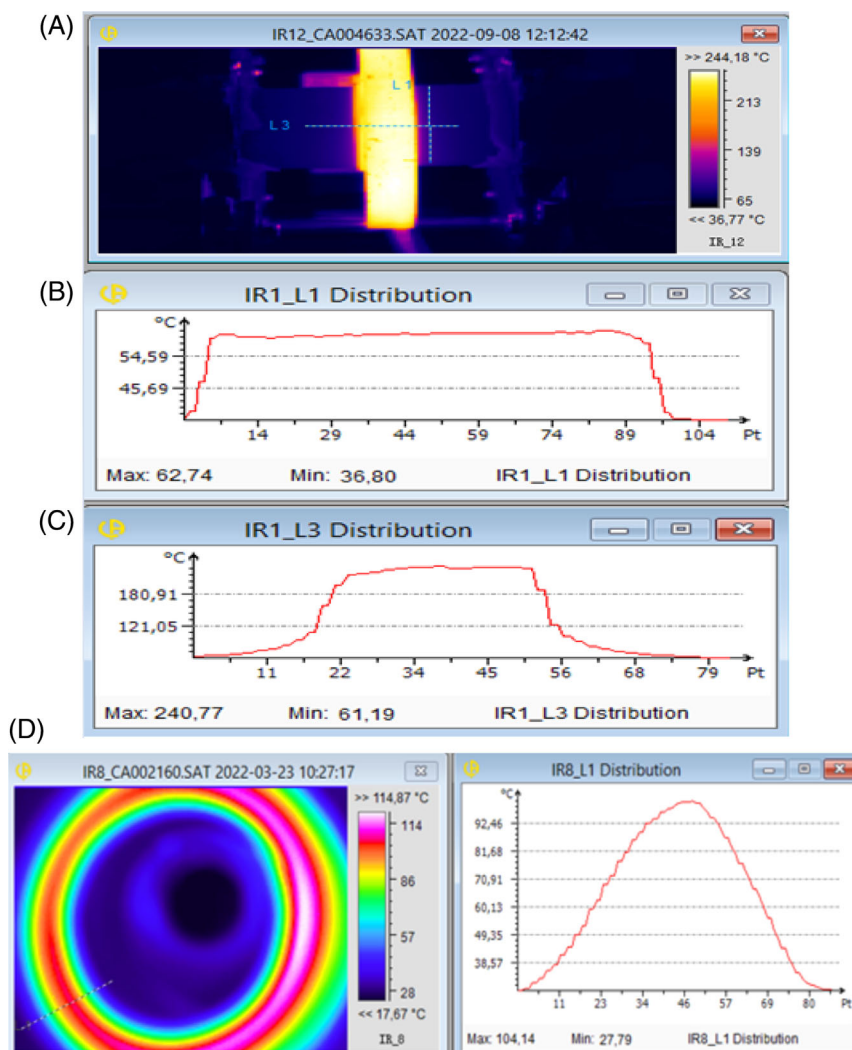 (A)
IR12_CA004633.SAT 2022-09-08 12:12:42
>> 244,18 °C
213
139
65
<< 36,77 °C
IR_12
L 1
L 3
(B)
IR1_L1 Distribution
°C
54,59
45,69
14 29 44 59 74 89 104 Pt
Max: 62,74 Min: 36,80 IR1_L1 Distribution
(C)
IR1_L3 Distribution
°C
180,91
121,05
11 22 34 45 56 68 79 Pt
Max: 240,77 Min: 61,19 IR1_L3 Distribution
(D)
IR8_CA002160.SAT 2022-03-23 10:27:17
>> 114,87 °C
114
86
57
28
<< 17,67 °C
IR_8
IR8_L1 Distribution
°C
92,46
81,68
70,91
60,13
49,35
38,57
11 23 34 46 57 69 80 Pt
Max: 104,14 Min: 27,79 IR8_L1 Distribution